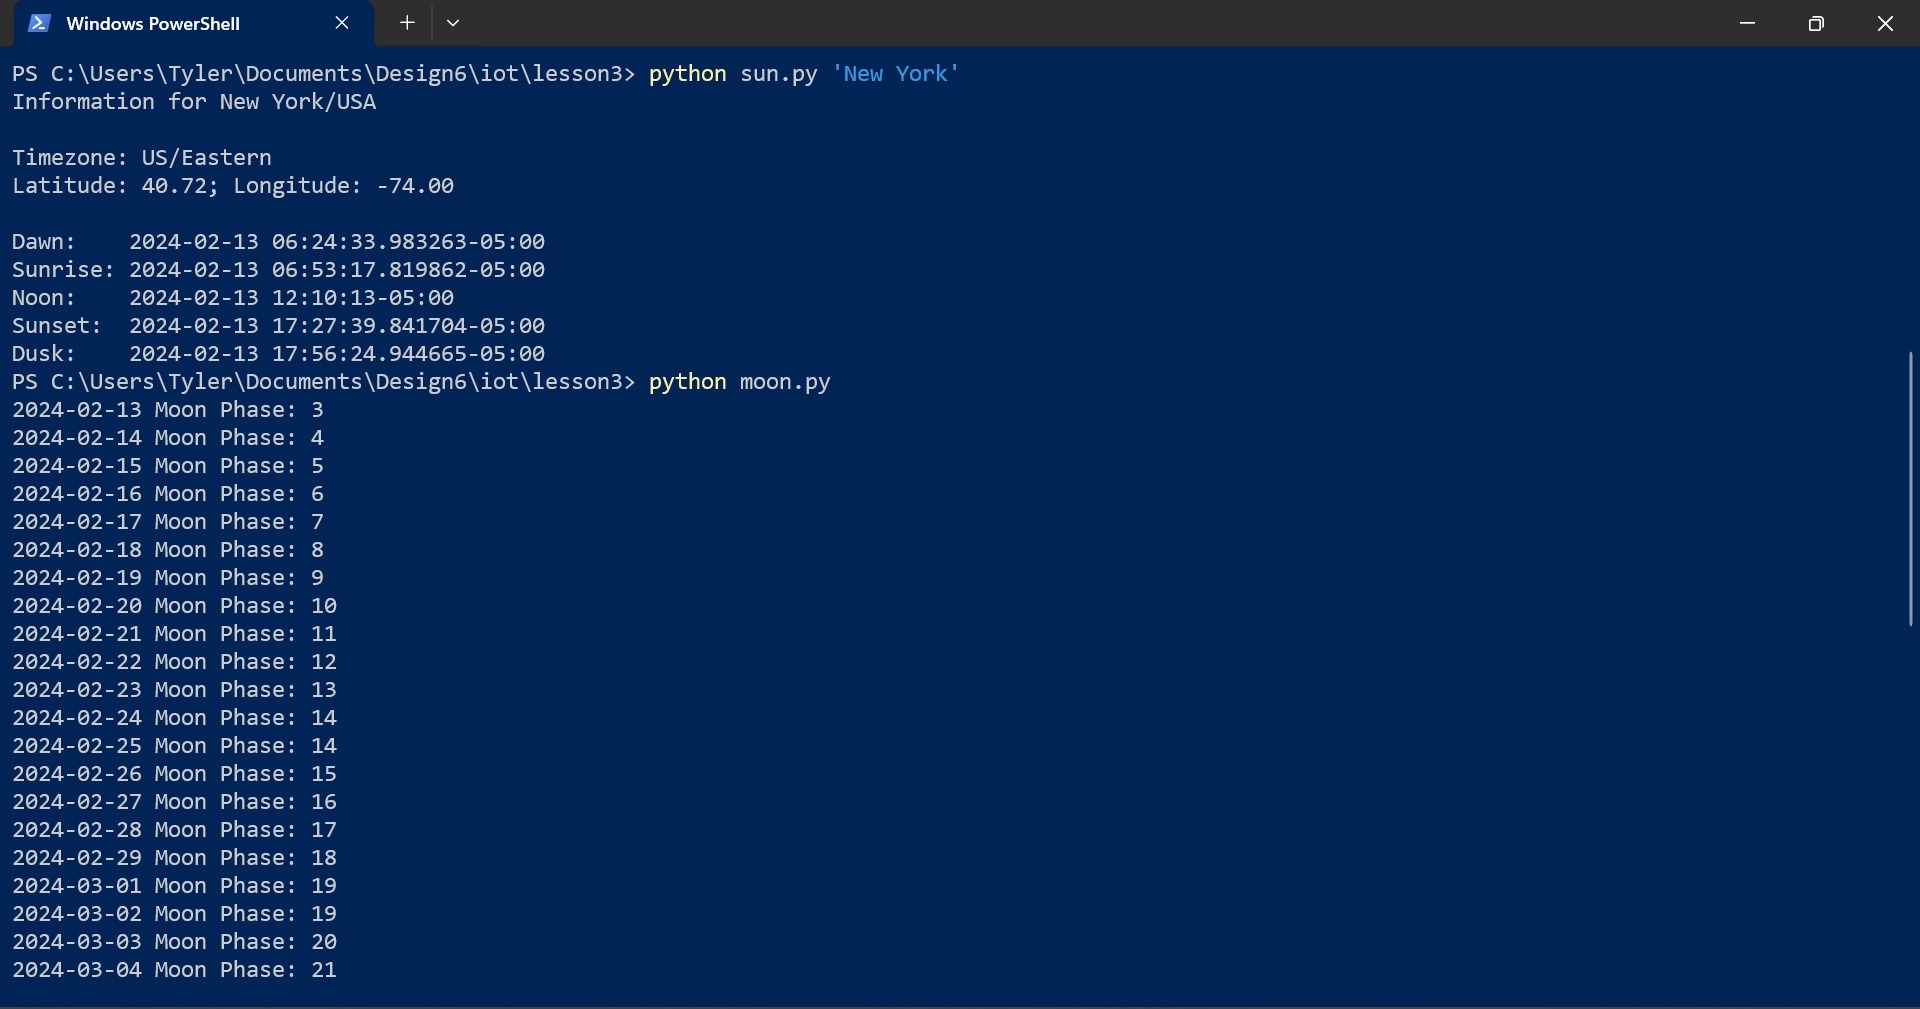 Windows PowerShell
PS C:\Users\Tyler\Documents\Design6\iot\lesson3> python sun.py 'New York'
Information for New York/USA
Timezone: US/Eastern
Latitude: 40.72; Longitude: -74.00
Dawn:    2024-02-13 06:24:33.983263-05:00
Sunrise: 2024-02-13 06:53:17.819862-05:00
Noon:    2024-02-13 12:10:13-05:00
Sunset:  2024-02-13 17:27:39.841704-05:00
Dusk:    2024-02-13 17:56:24.944665-05:00
PS C:\Users\Tyler\Documents\Design6\iot\lesson3> python moon.py
2024-02-13 Moon Phase: 3
2024-02-14 Moon Phase: 4
2024-02-15 Moon Phase: 5
2024-02-16 Moon Phase: 6
2024-02-17 Moon Phase: 7
2024-02-18 Moon Phase: 8
2024-02-19 Moon Phase: 9
2024-02-20 Moon Phase: 10
2024-02-21 Moon Phase: 11
2024-02-22 Moon Phase: 12
2024-02-23 Moon Phase: 13
2024-02-24 Moon Phase: 14
2024-02-25 Moon Phase: 14
2024-02-26 Moon Phase: 15
2024-02-27 Moon Phase: 16
2024-02-28 Moon Phase: 17
2024-02-29 Moon Phase: 18
2024-03-01 Moon Phase: 19
2024-03-02 Moon Phase: 19
2024-03-03 Moon Phase: 20
2024-03-04 Moon Phase: 21